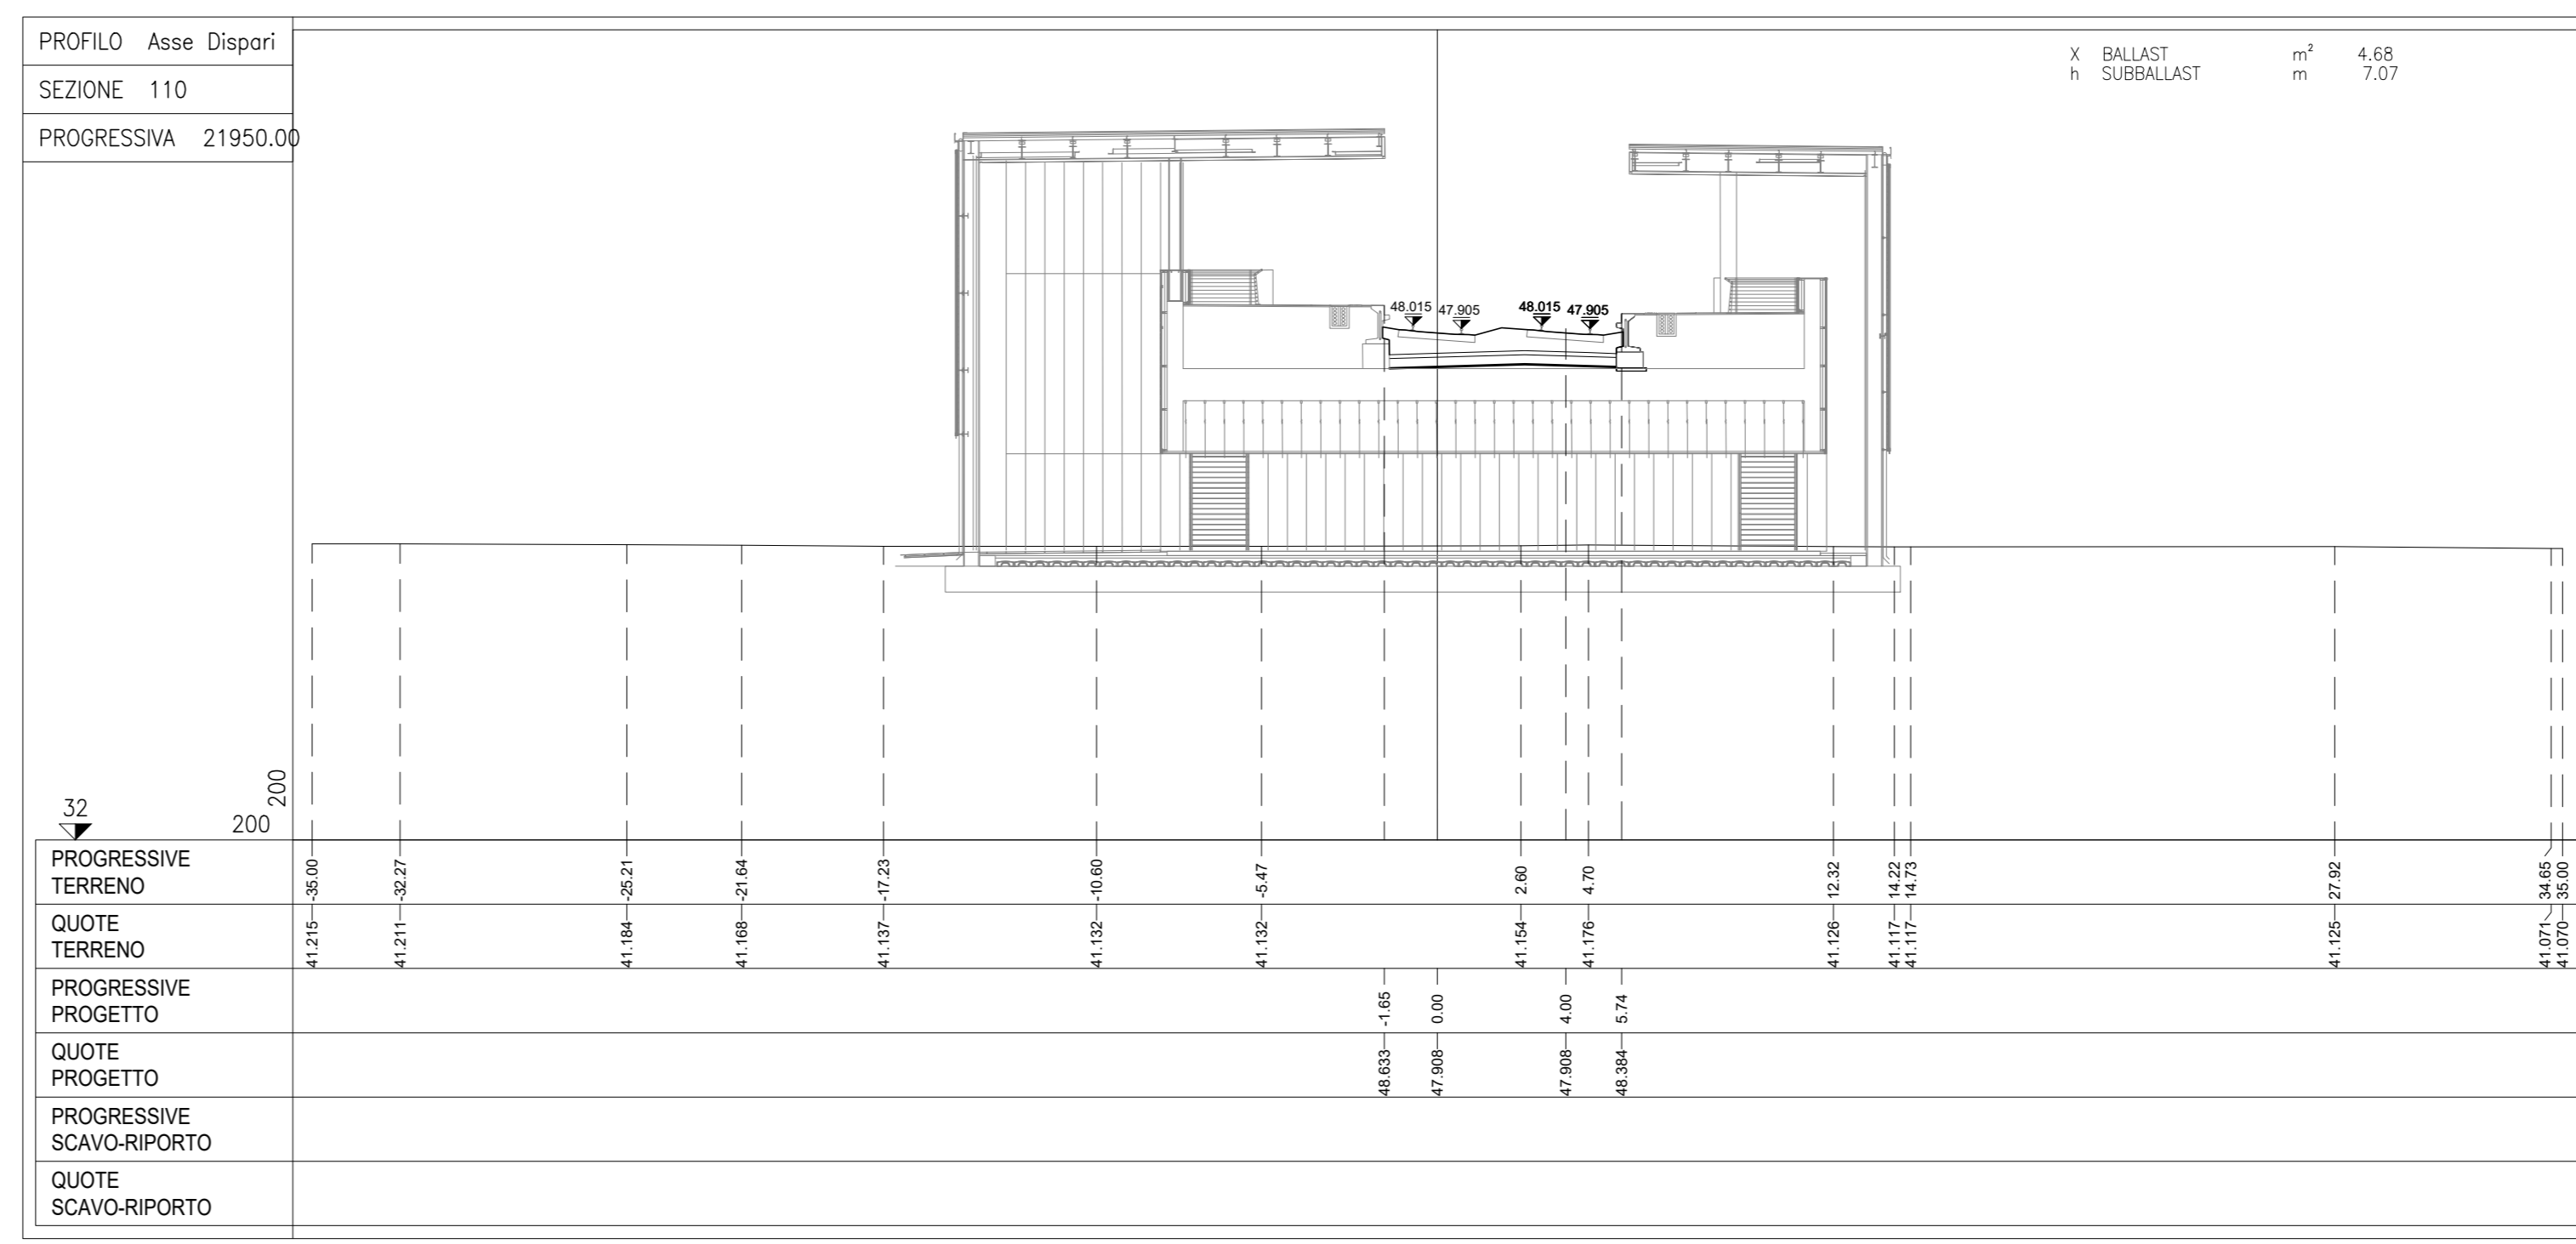 PROFILO Asse Dispari
SEZIONE 110
PROGRESSIVA 21950.00
X BALLAST m² 4.68
h SUBBALLAST m 7.07
48.015 47.905 48.015 47.905
32
200
200
PROGRESSIVE
TERRENO
-35.00 -32.27 -25.21 -21.64 -17.23 -10.60 -5.47 2.60 4.70 12.32 14.22 14.73 27.92 34.65 35.00
QUOTE
TERRENO
41.215 41.211 41.184 41.168 41.137 41.132 41.132 41.154 41.176 41.126 41.117 41.117 41.125 41.071 41.070
PROGRESSIVE
PROGETTO
-1.65 0.00 4.00 5.74
QUOTE
PROGETTO
48.633 47.908 47.908 48.384
PROGRESSIVE
SCAVO-RIPORTO
QUOTE
SCAVO-RIPORTO